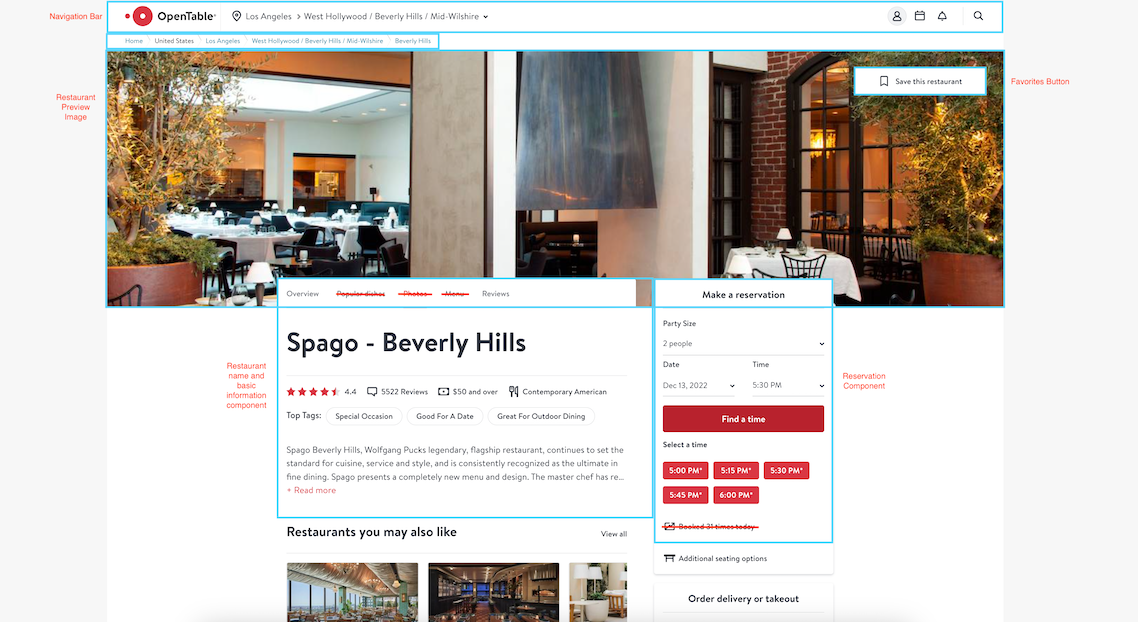 Navigation Bar
OpenTable
Los Angeles > West Hollywood / Beverly Hills / Mid-Wilshire
Home United States Los Angeles West Hollywood / Beverly Hills / Mid-Wilshire Beverly Hills
Save this restaurant
Favorites Button
Restaurant
Preview
Image
Overview Popular dishes Photos Menu Reviews
Make a reservation
Spago - Beverly Hills
Party Size
2 people
Date Time
Dec 13, 2022 5:30 PM
Restaurant
name and
basic
information
component
Reservation
Component
4.4 5522 Reviews $50 and over Contemporary American
Top Tags: Special Occasion Good For A Date Great For Outdoor Dining
Find a time
Select a time
Spago Beverly Hills, Wolfgang Pucks legendary, flagship restaurant, continues to set the
standard for cuisine, service and style, and is consistently recognized as the ultimate in
fine dining. Spago presents a completely new menu and design. The master chef has re...
+ Read more
5:00 PM* 5:15 PM* 5:30 PM*
5:45 PM* 6:00 PM*
Booked 31 times today
Restaurants you may also like
View all
Additional seating options
Order delivery or takeout